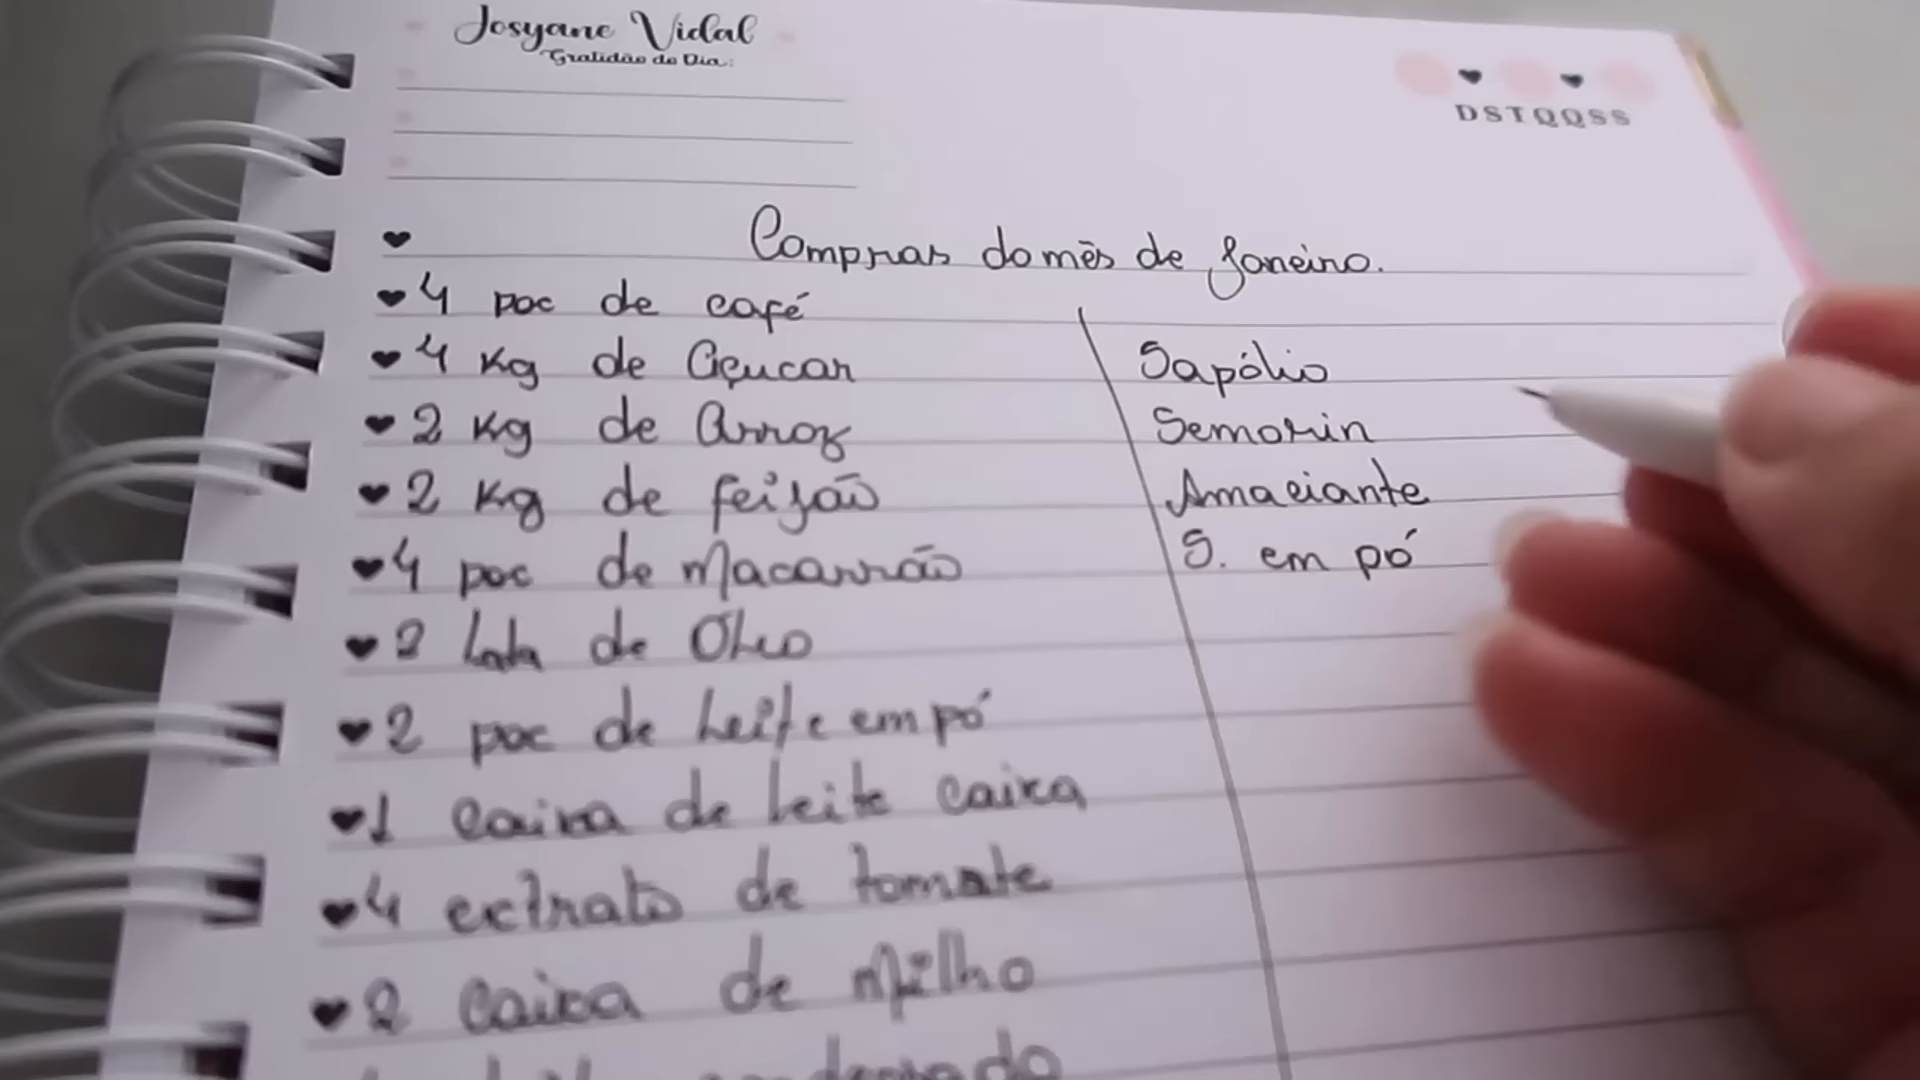 Josyane Vidal
Gratidão do Dia:
D S T Q Q S S
Compras do mês de Janeiro.
4 pac de café
4 Kg de Açucar
2 Kg de Arroz
2 Kg de feijão
4 pac de Macarrão
2 Lata de Óleo
2 pac de Leite em pó
1 caixa de leite caixa
4 extrato de tomate
2 Caixa de Milho
Sapólio
Semorin
Amaciante
S. em pó